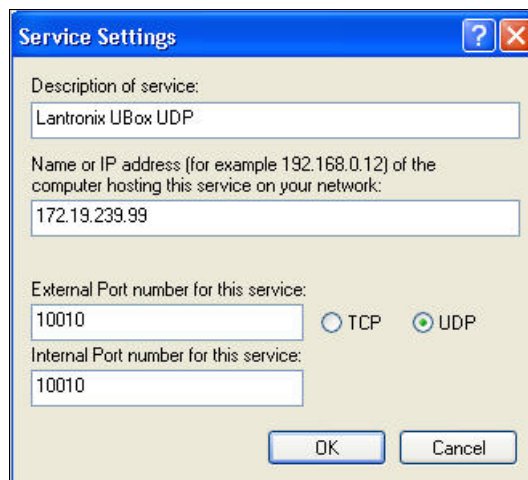 Service Settings
Description of service:
Lantronix UBox UDP
Name or IP address (for example 192.168.0.12) of the
computer hosting this service on your network:
172.19.239.99
External Port number for this service:
10010
TCP
UDP
Internal Port number for this service:
10010
OK
Cancel